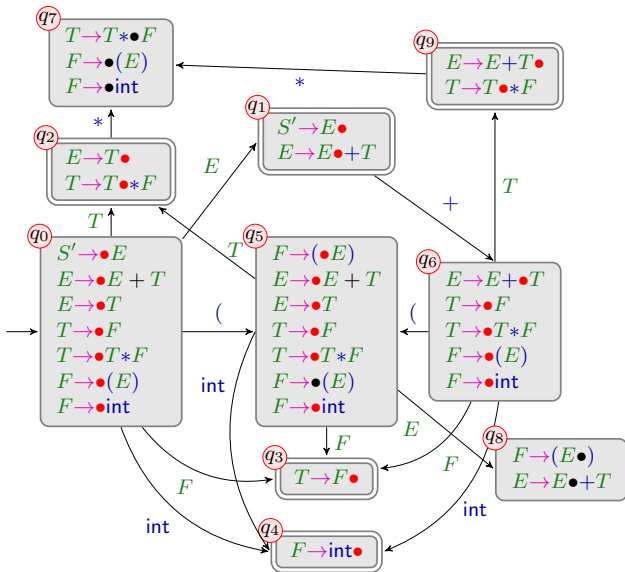 q7
T→T*●F
F→●(E)
F→●int
q9
E→E+T●
T→T●*F
*
q1
S′→E●
E→E●+T
*
q2
E→T●
T→T●*F
E
T
+
T
q0
S′→●E
E→●E + T
E→●T
T→●F
T→●T*F
F→●(E)
F→●int
T
q5
F→(●E)
E→●E + T
E→●T
T→●F
T→●T*F
F→●(E)
F→●int
q6
E→E+●T
T→●F
T→●T*F
F→●(E)
F→●int
(
(
int
E
F
q3
T→F●
F
F
q8
F→(E●)
E→E●+T
int
int
q4
F→int●